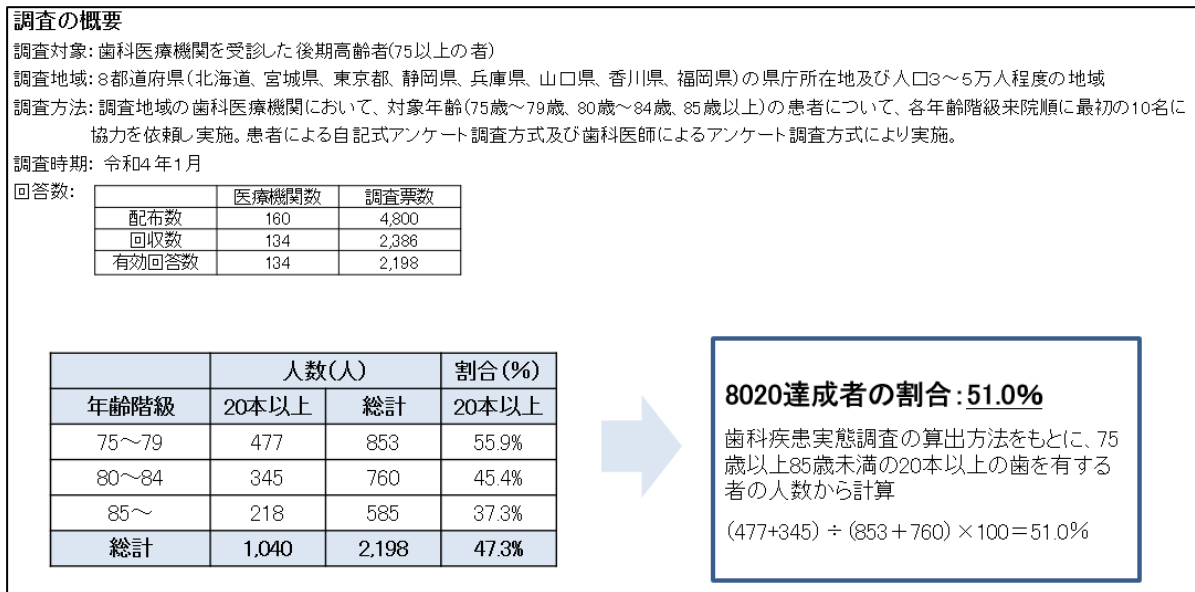 調査の概要
調査対象:歯科医療機関を受診した後期高齢者(75以上の者)
調査地域:8都道府県(北海道、宮城県、東京都、静岡県、兵庫県、山口県、香川県、福岡県)の県庁所在地及び人口3～5万人程度の地域
調査方法:調査地域の歯科医療機関において、対象年齢(75歳～79歳、80歳～84歳、85歳以上)の患者について、各年齢階級来院順に最初の10名に
協力を依頼し実施。患者による自記式アンケート調査方式及び歯科医師によるアンケート調査方式により実施。
調査時期: 令和4年1月
回答数:
医療機関数 調査票数
配布数 160 4,800
回収数 134 2,386
有効回答数 134 2,198
人数(人) 割合(%)
年齢階級 20本以上 総計 20本以上
75～79 477 853 55.9%
80～84 345 760 45.4%
85～ 218 585 37.3%
総計 1,040 2,198 47.3%
8020達成者の割合:51.0%
歯科疾患実態調査の算出方法をもとに、75
歳以上85歳未満の20本以上の歯を有する
者の人数から計算
(477+345)÷(853+760)×100=51.0%